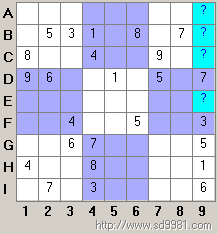 A ?
B 5 3 1 8 7 ?
C 8 4 9 ?
D 9 6 1 5 7
E ?
F 4 5 3
G 6 7 5
H 4 8 1
I 7 3 6
1 2 3 4 5 6 7 8 9
http://www.sd9981.com